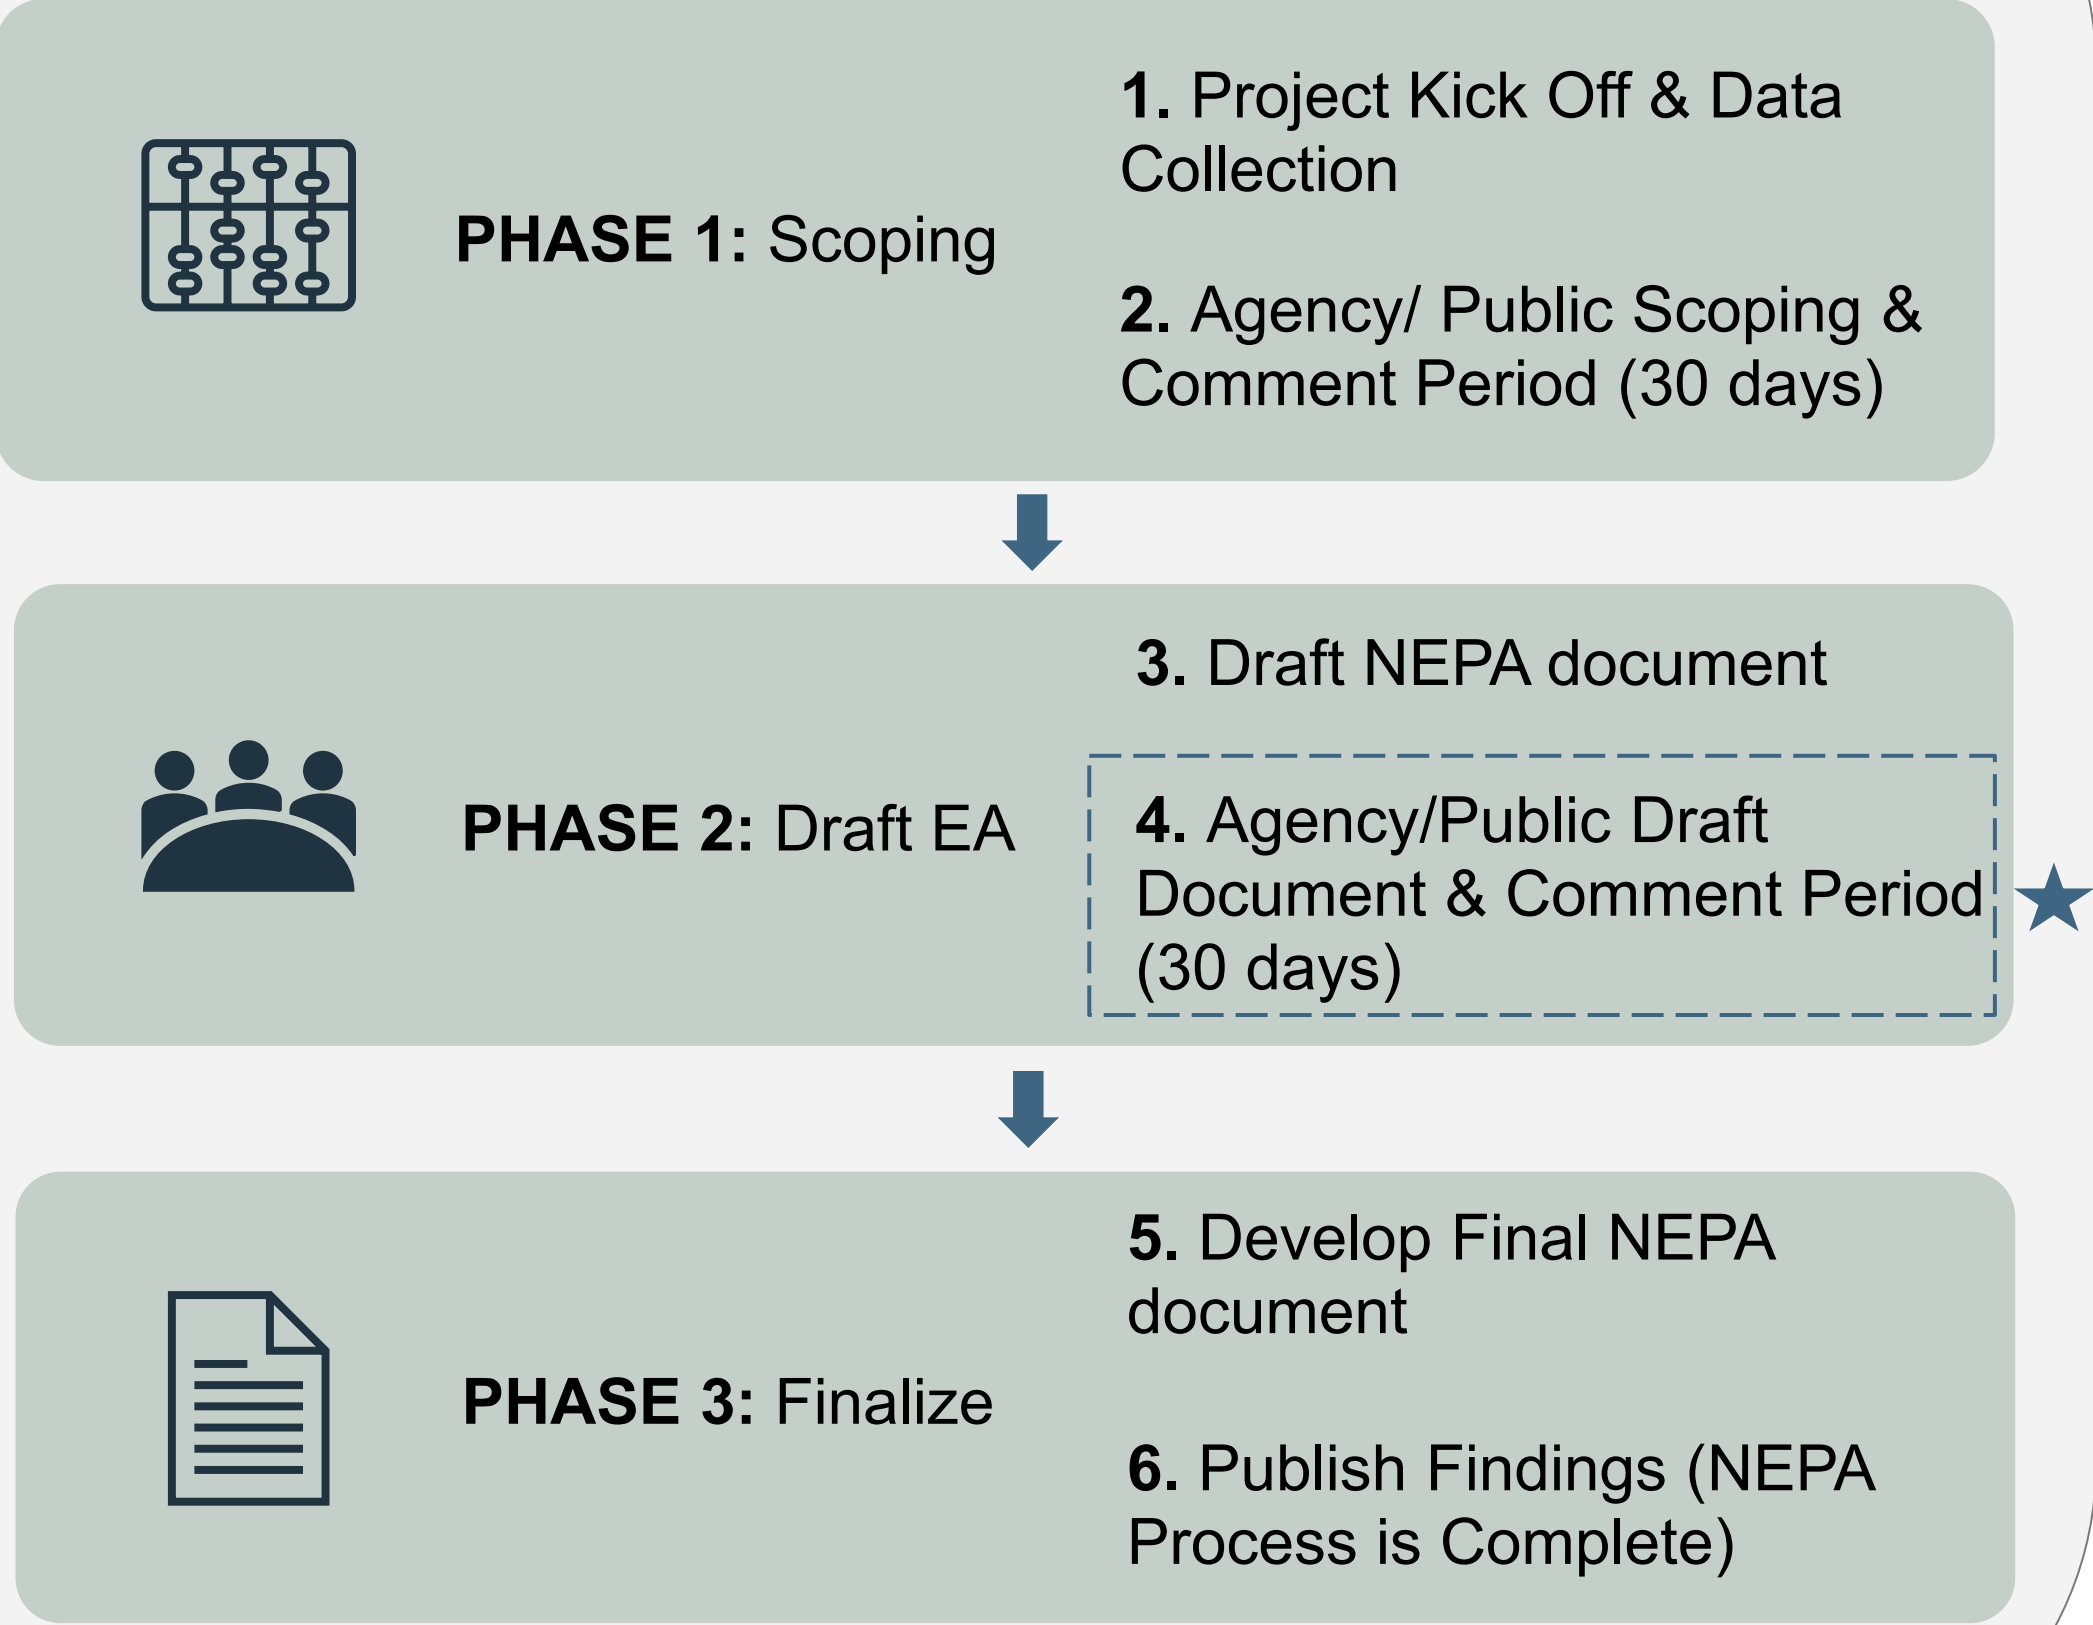 1. Project Kick Off & Data
Collection
PHASE 1: Scoping
2. Agency/ Public Scoping &
Comment Period (30 days)
3. Draft NEPA document
PHASE 2: Draft EA
4. Agency/Public Draft
Document & Comment Period
(30 days)
5. Develop Final NEPA
document
PHASE 3: Finalize
6. Publish Findings (NEPA
Process is Complete)